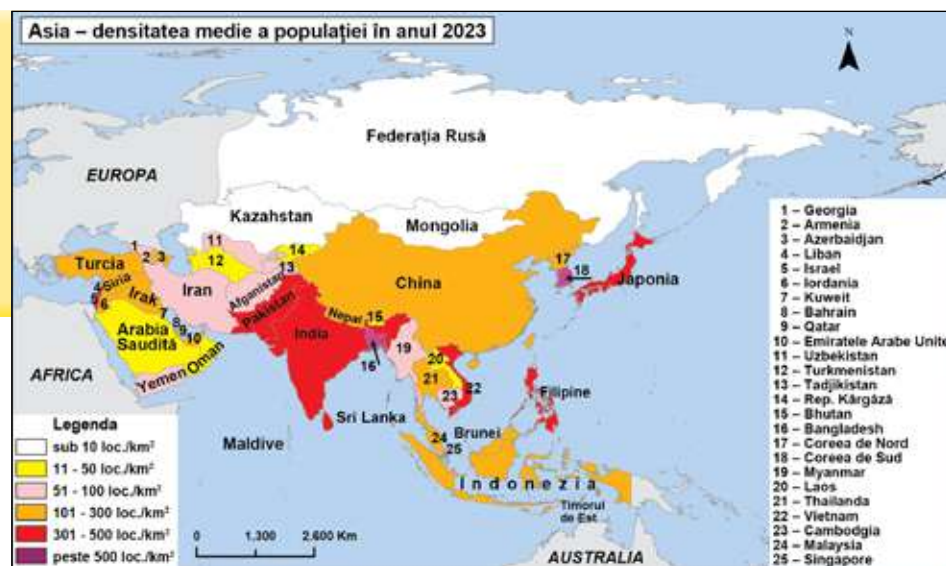 Asia – densitatea medie a populației în anul 2023
N
Federația Rusă
EUROPA
Kazahstan
Mongolia
1
11
14
2
3
12
13
17
18
Turcia
China
Japonia
4
Siria
5
6
Irak
Iran
Afganistan
Pakistan
7
8
9
10
Nepal
15
India
Arabia
Saudită
Yemen
Oman
16
19
20
21
22
23
Filipine
AFRICA
Sri Lanka
Maldive
Brunei
24
25
Indonezia
Timorul
de Est
AUSTRALIA
Legenda
sub 10 loc./km²
11 - 50 loc./km²
51 - 100 loc./km²
101 - 300 loc./km²
301 - 500 loc./km²
peste 500 loc./km²
0 1.300 2.600 Km
1 – Georgia
2 – Armenia
3 – Azerbaidjan
4 – Liban
5 – Israel
6 – Iordania
7 – Kuweit
8 – Bahrain
9 – Qatar
10 – Emiratele Arabe Unite
11 – Uzbekistan
12 – Turkmenistan
13 – Tadjikistan
14 – Rep. Kârgâză
15 – Bhutan
16 – Bangladesh
17 – Coreea de Nord
18 – Coreea de Sud
19 – Myanmar
20 – Laos
21 – Thailanda
22 – Vietnam
23 – Cambodgia
24 – Malaysia
25 – Singapore